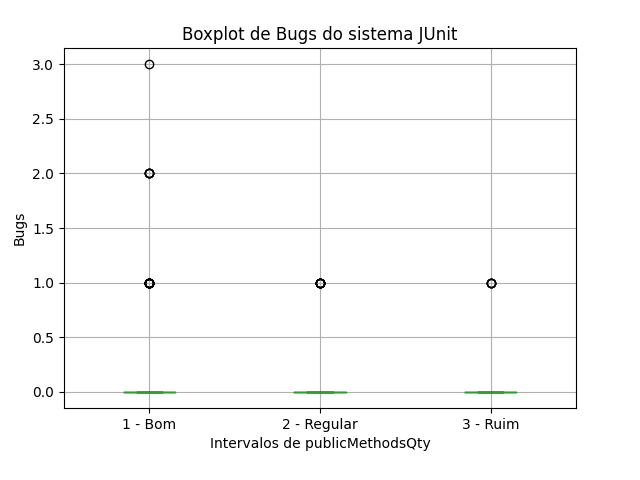 Boxplot de Bugs do sistema JUnit
3.0
2.5
2.0
1.5
1.0
0.5
0.0
Bugs
1 - Bom
2 - Regular
3 - Ruim
Intervalos de publicMethodsQty